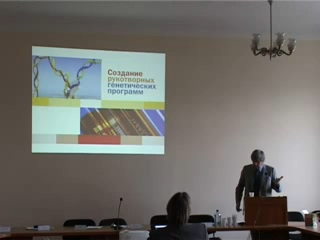 Создание
рукотворных
генетических
программ